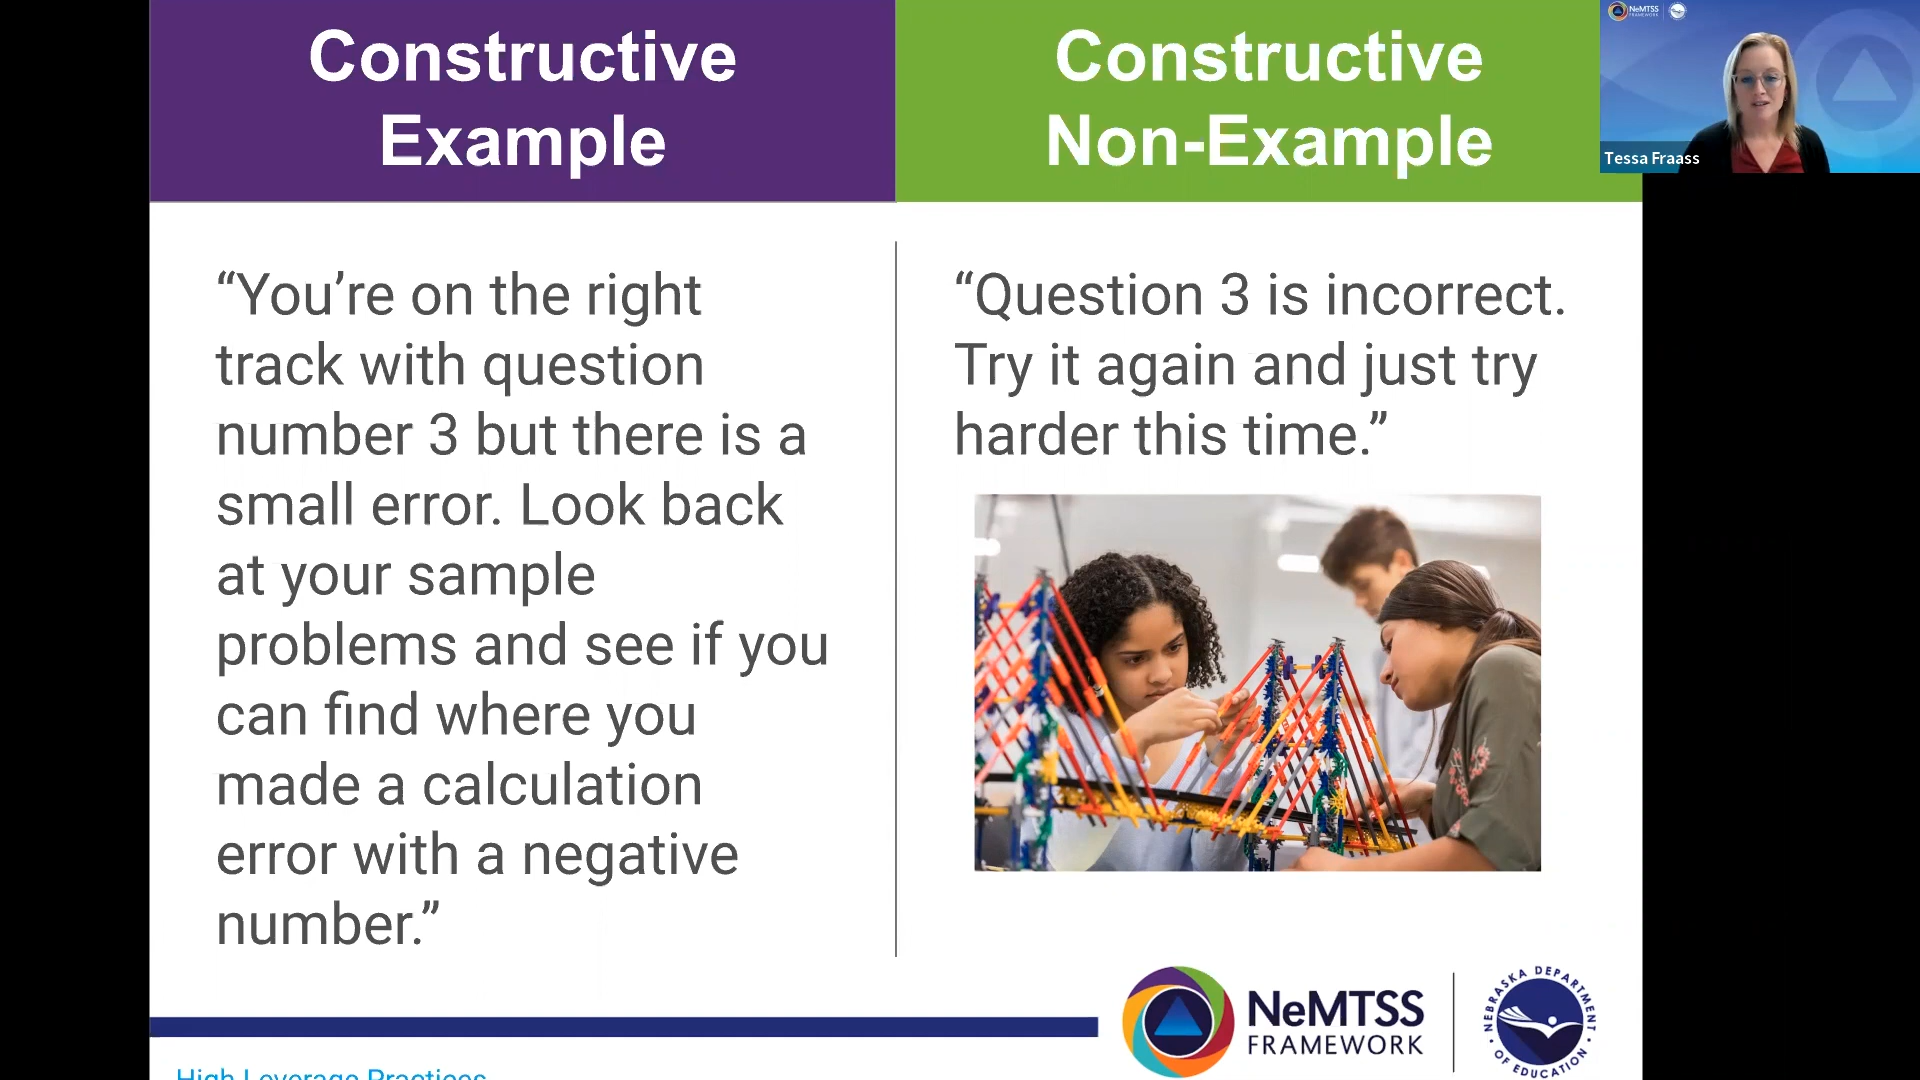 Constructive
Example
Constructive
Non-Example
NeMTSS
FRAMEWORK
Tessa Fraass
“You’re on the right
track with question
number 3 but there is a
small error. Look back
at your sample
problems and see if you
can find where you
made a calculation
error with a negative
number.”
“Question 3 is incorrect.
Try it again and just try
harder this time.”
NeMTSS
FRAMEWORK
NEBRASKA DEPARTMENT
OF EDUCATION
High Leverage Practices